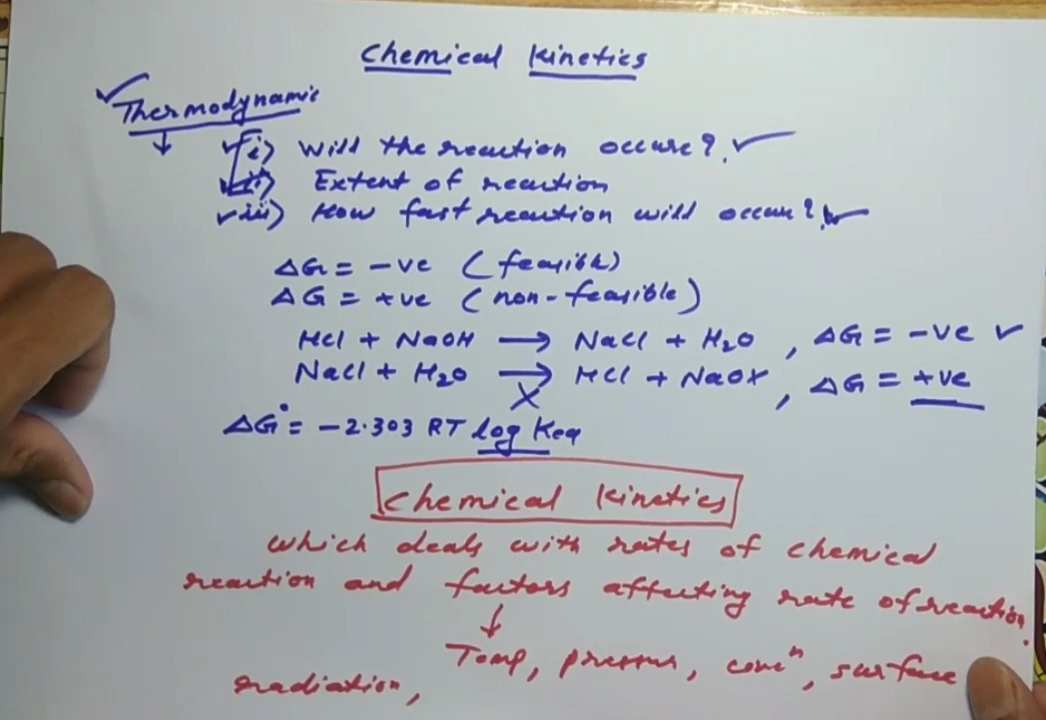 Chemical Kinetics
Thermodynamic
i) Will the reaction occure?
ii) Extent of reaction
iii) How fast reaction will occur?
ΔG = -ve (feasible)
ΔG = +ve (non-feasible)
HCl + NaOH → NaCl + H₂O , ΔG = -ve ✓
NaCl + H₂O → HCl + NaOH , ΔG = +ve
X
ΔG° = -2.303 RT log Keq
Chemical Kinetics
which deals with rates of chemical
reaction and factors affecting rate of reaction.
↓
Temp, pressure, concⁿ, surface
radiation,